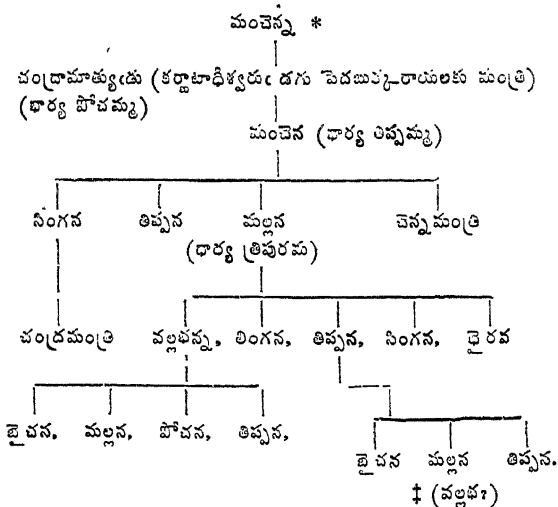 మంచెన్న *
చంద్రామాత్యుఁడు (కర్ణాటాధీశ్వరుఁ డగు పెదబుక్క-రాయలకు మంత్రి)
(భార్య పోచమ్మ)
మంచెన (భార్య తిప్పమ్మ)
సింగన తిప్పన మల్లన చెన్నమంత్రి
(భార్య త్రిపురమ)
చంద్రమంత్రి వల్లభన్న, లింగన, తిప్పన, సింగన, భైరవ
బైచన, మల్లన, పోచన, తిప్పన,
బైచన మల్లన తిప్పన.
‡ (వల్లభ?)